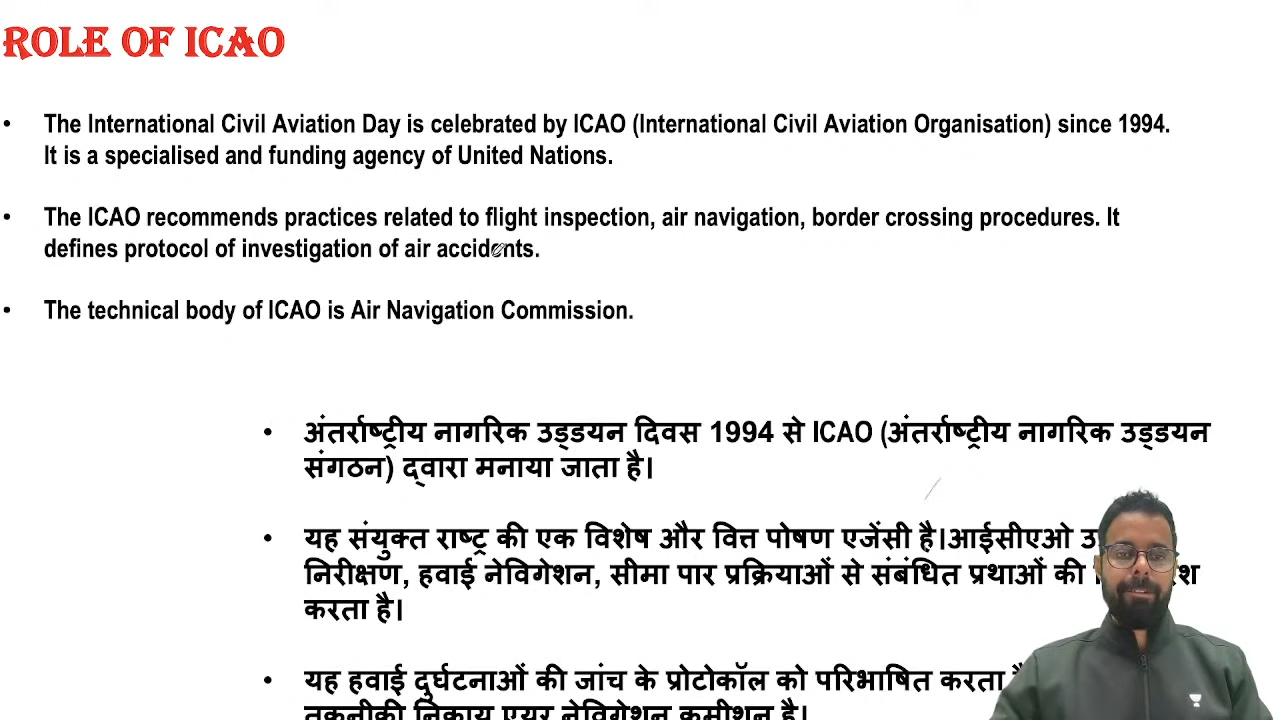 ROLE OF ICAO
• The International Civil Aviation Day is celebrated by ICAO (International Civil Aviation Organisation) since 1994.
It is a specialised and funding agency of United Nations.
• The ICAO recommends practices related to flight inspection, air navigation, border crossing procedures. It
defines protocol of investigation of air accidents.
• The technical body of ICAO is Air Navigation Commission.
• अंतर्राष्ट्रीय नागरिक उड्डयन दिवस 1994 से ICAO (अंतर्राष्ट्रीय नागरिक उड्डयन
संगठन) द्वारा मनाया जाता है।
• यह संयुक्त राष्ट्र की एक विशेष और वित्त पोषण एजेंसी है।आईसीएओ
निरीक्षण, हवाई नेविगेशन, सीमा पार प्रक्रियाओं से संबंधित प्रथाओं की
करता है।
• यह हवाई दुर्घटनाओं की जांच के प्रोटोकॉल को परिभाषित करता
तकनीकी निकाय एयर नेविगेशन कमीशन है।